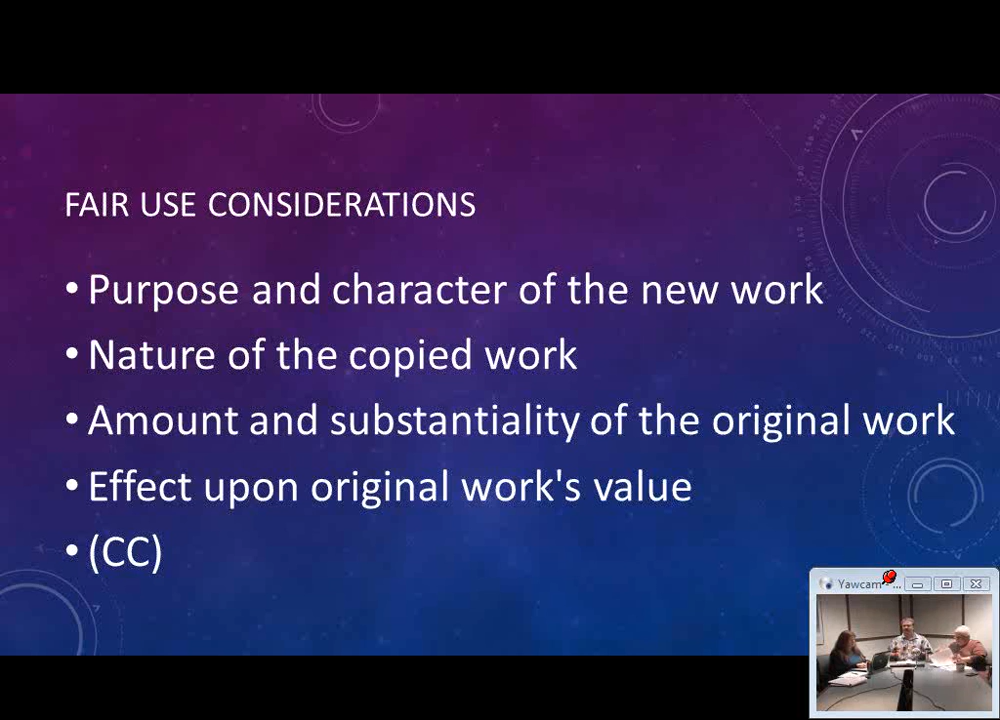 FAIR USE CONSIDERATIONS
• Purpose and character of the new work
• Nature of the copied work
• Amount and substantiality of the original work
• Effect upon original work's value
• (CC)
Yawcam ...